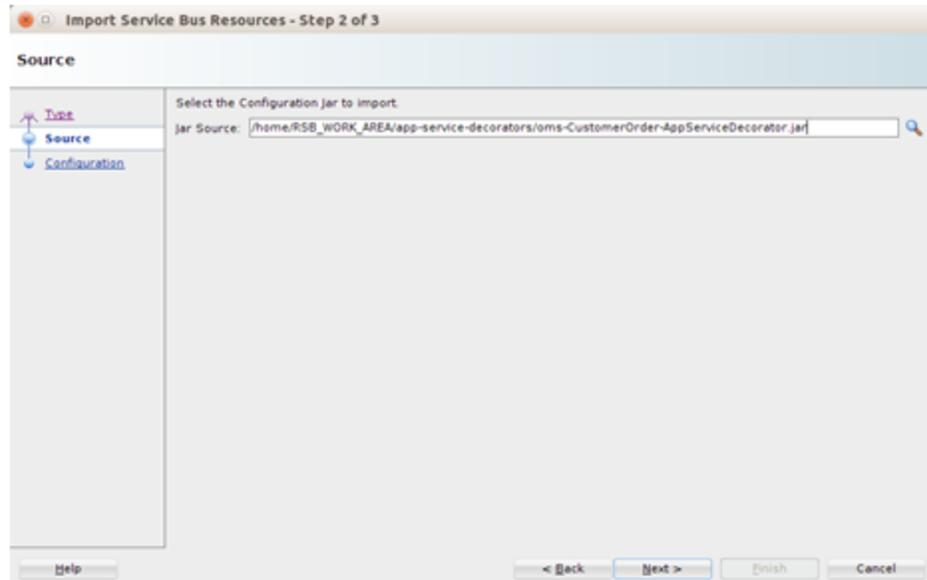 Import Service Bus Resources - Step 2 of 3
Source
Type
Source
Configuration
Select the Configuration Jar to import.
Jar Source: /home/RSB_WORK_AREA/app-service-decorators/oms-CustomerOrder-AppServiceDecorator.jar
Help
< Back
Next >
Finish
Cancel